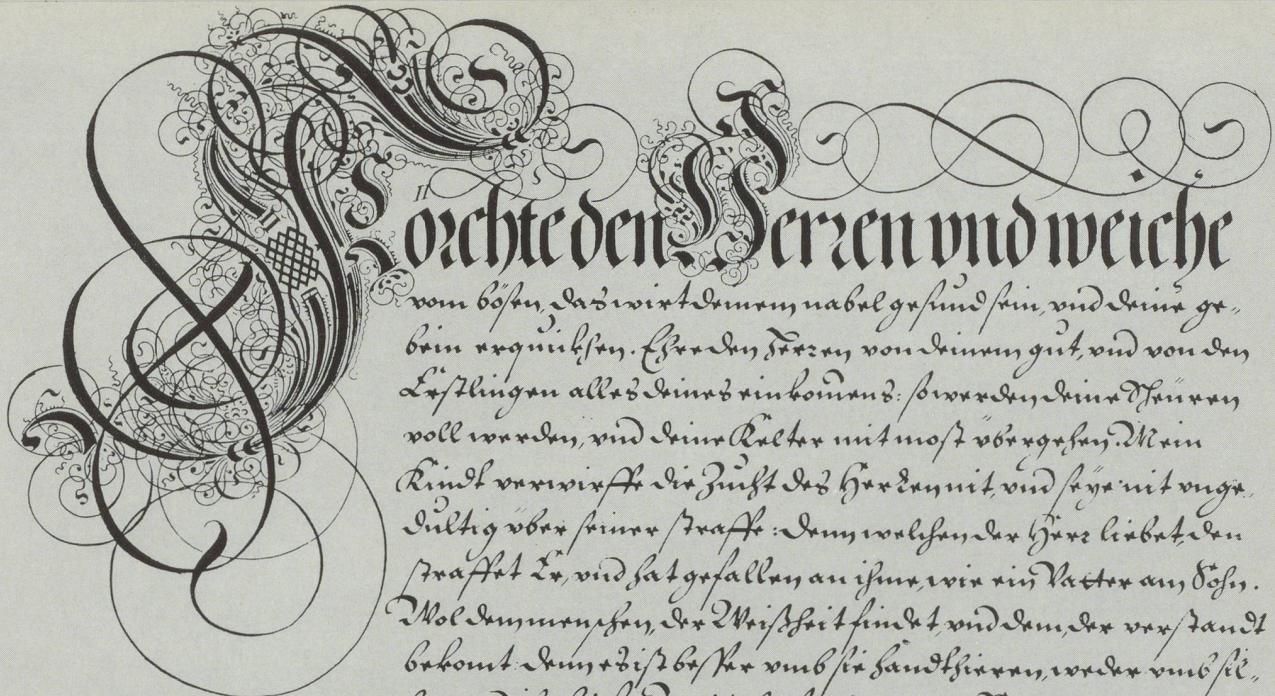 Förchte den Herren vnd weiche
vom bösen, das wirt deinem nabel gesund sein, vnd deine ge-
bein erquicken. Ehre den Herren von deinem gut, vnd von den
Erstlingen alles deines einkomens: so werden deine Scheüren
voll werden, vnd deine Kelter mit most vbergehen. Mein
Kindt verwirffe die Zucht des Herren nit, vnd seye nit vnge-
dultig vber seiner straffe: denn welchen der Herr liebet, den
straffet Er, vnd hat gefallen an ihme, wie ein Vatter am Sohn.
Wol dem menschen, der Weißheit findet, vnd dem, der verstandt
bekomt: denn es ist besser vmb sie handthieren, weder vmb sil-